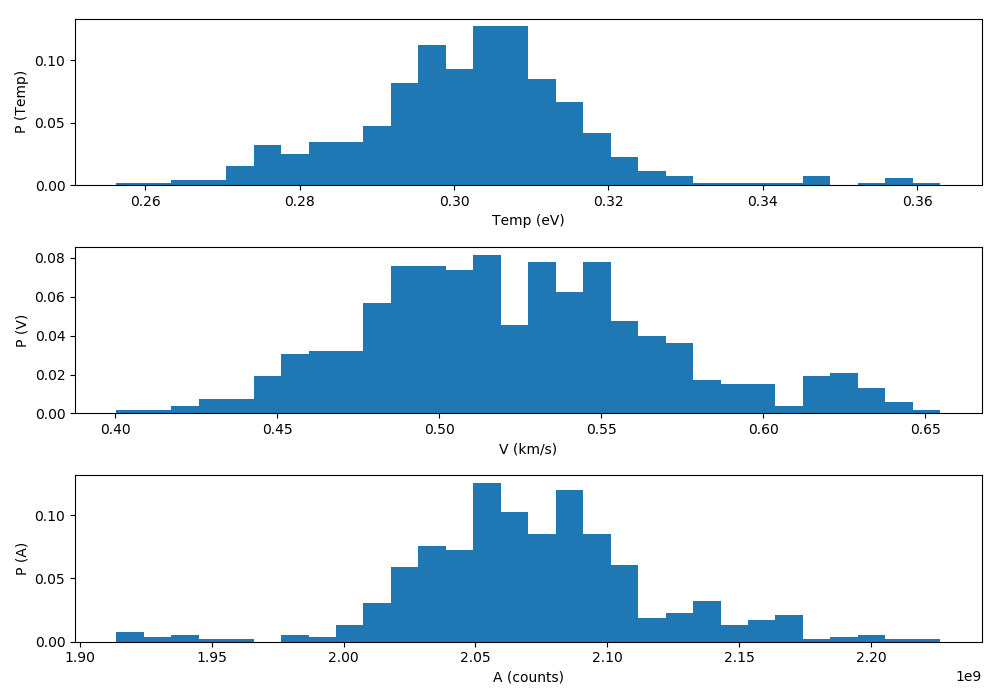 0.10
0.05
0.00
P (Temp)
0.26 0.28 0.30 0.32 0.34 0.36
Temp (eV)
0.08
0.06
0.04
0.02
0.00
P (V)
0.40 0.45 0.50 0.55 0.60 0.65
V (km/s)
0.10
0.05
0.00
P (A)
1.90 1.95 2.00 2.05 2.10 2.15 2.20
1e9
A (counts)